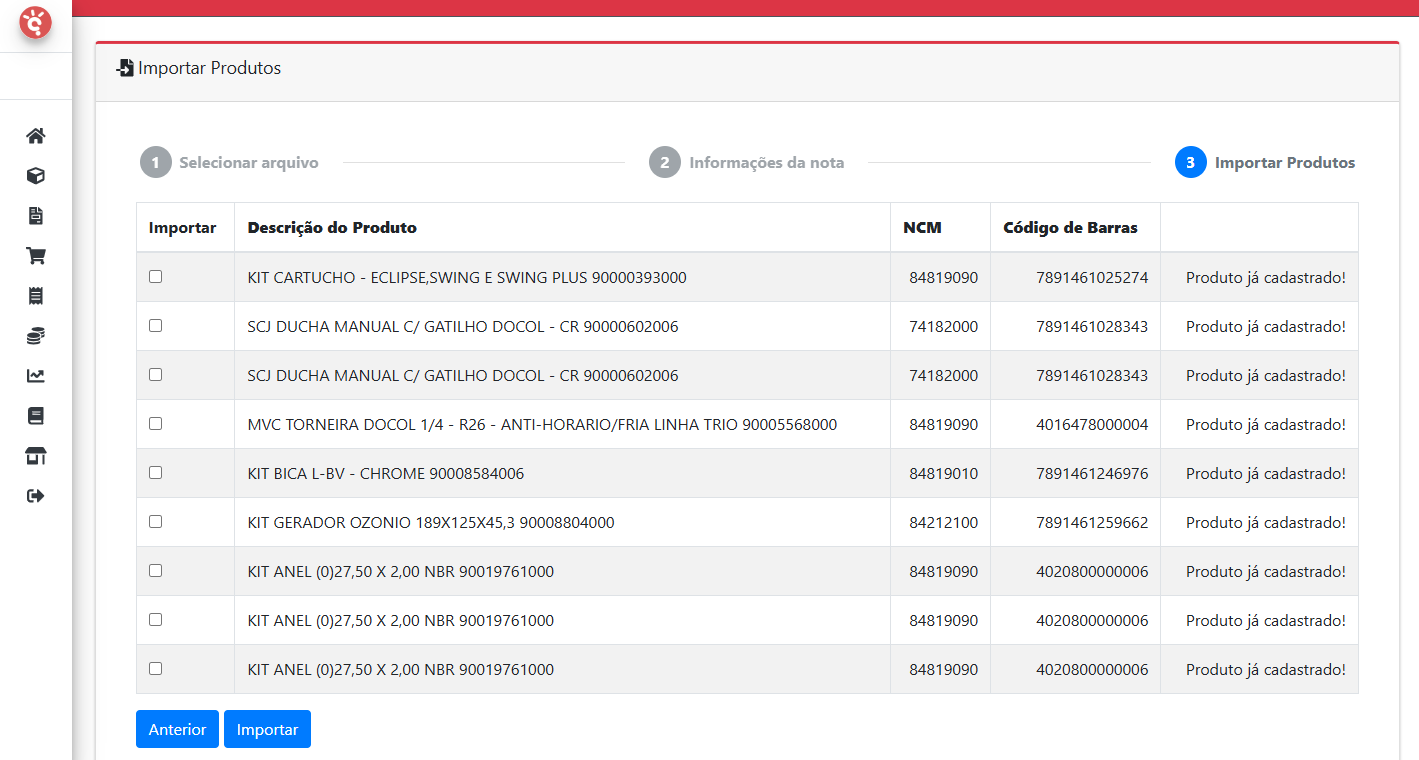 Importar Produtos
1 Selecionar arquivo 2 Informações da nota 3 Importar Produtos
Importar Descrição do Produto NCM Código de Barras
KIT CARTUCHO - ECLIPSE,SWING E SWING PLUS 90000393000 84819090 7891461025274 Produto já cadastrado!
SCJ DUCHA MANUAL C/ GATILHO DOCOL - CR 90000602006 74182000 7891461028343 Produto já cadastrado!
SCJ DUCHA MANUAL C/ GATILHO DOCOL - CR 90000602006 74182000 7891461028343 Produto já cadastrado!
MVC TORNEIRA DOCOL 1/4 - R26 - ANTI-HORARIO/FRIA LINHA TRIO 90005568000 84819090 4016478000004 Produto já cadastrado!
KIT BICA L-BV - CHROME 90008584006 84819010 7891461246976 Produto já cadastrado!
KIT GERADOR OZONIO 189X125X45,3 90008804000 84212100 7891461259662 Produto já cadastrado!
KIT ANEL (0)27,50 X 2,00 NBR 90019761000 84819090 4020800000006 Produto já cadastrado!
KIT ANEL (0)27,50 X 2,00 NBR 90019761000 84819090 4020800000006 Produto já cadastrado!
KIT ANEL (0)27,50 X 2,00 NBR 90019761000 84819090 4020800000006 Produto já cadastrado!
Anterior Importar